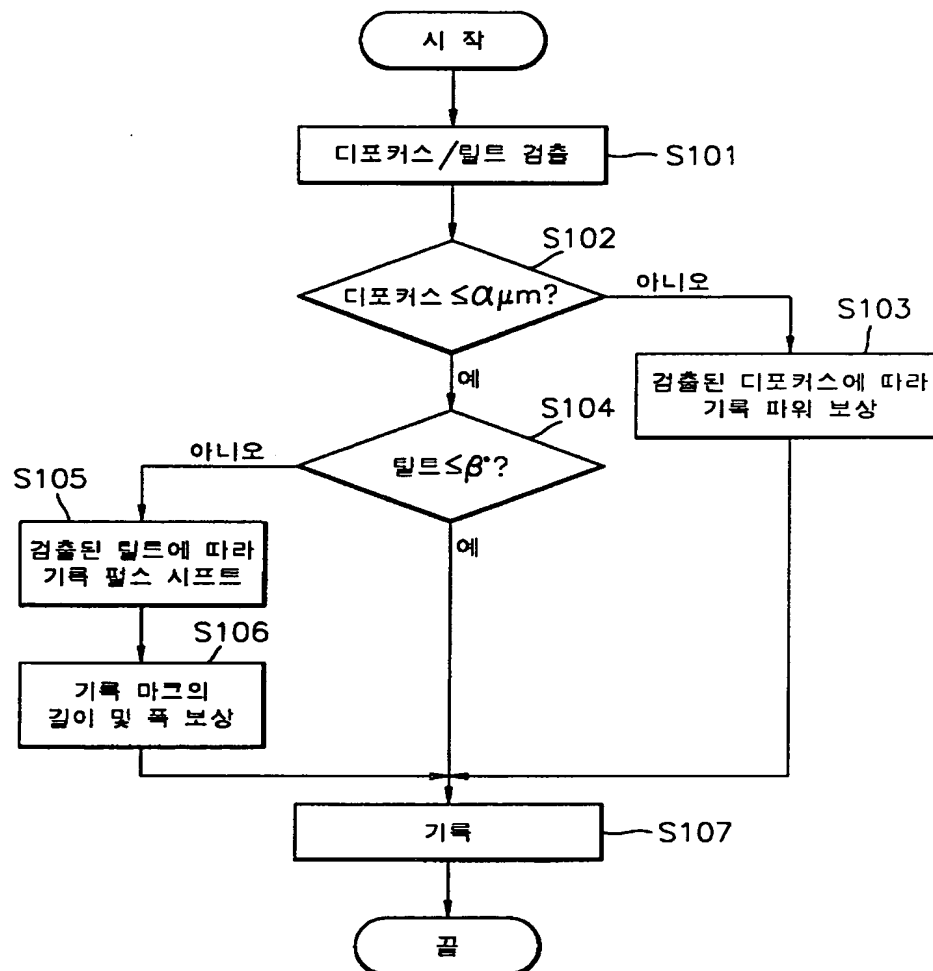 시 작
디포커스/틸트 검출
S101
S102
디포커스≤αμm?
아니오
S103
검출된 디포커스에 따라
기록 파워 보상
예
S104
틸트≤β°?
아니오
S105
검출된 틸트에 따라
기록 펄스 시프트
예
S106
기록 마크의
길이 및 폭 보상
기록
S107
끝